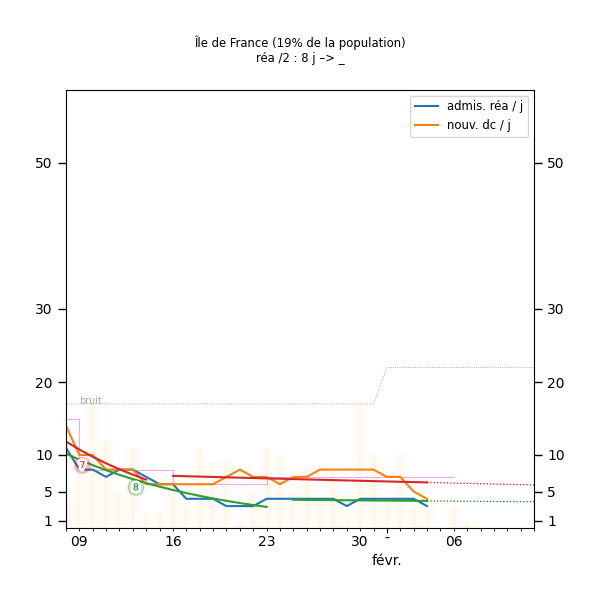 Île de France (19% de la population)
réa /2 : 8 j –> _
admis. réa / j
nouv. dc / j
50 50
30 30
20 20
bruit
10 10
7
8
5 5
1 1
09 16 23 30 - 06
févr.